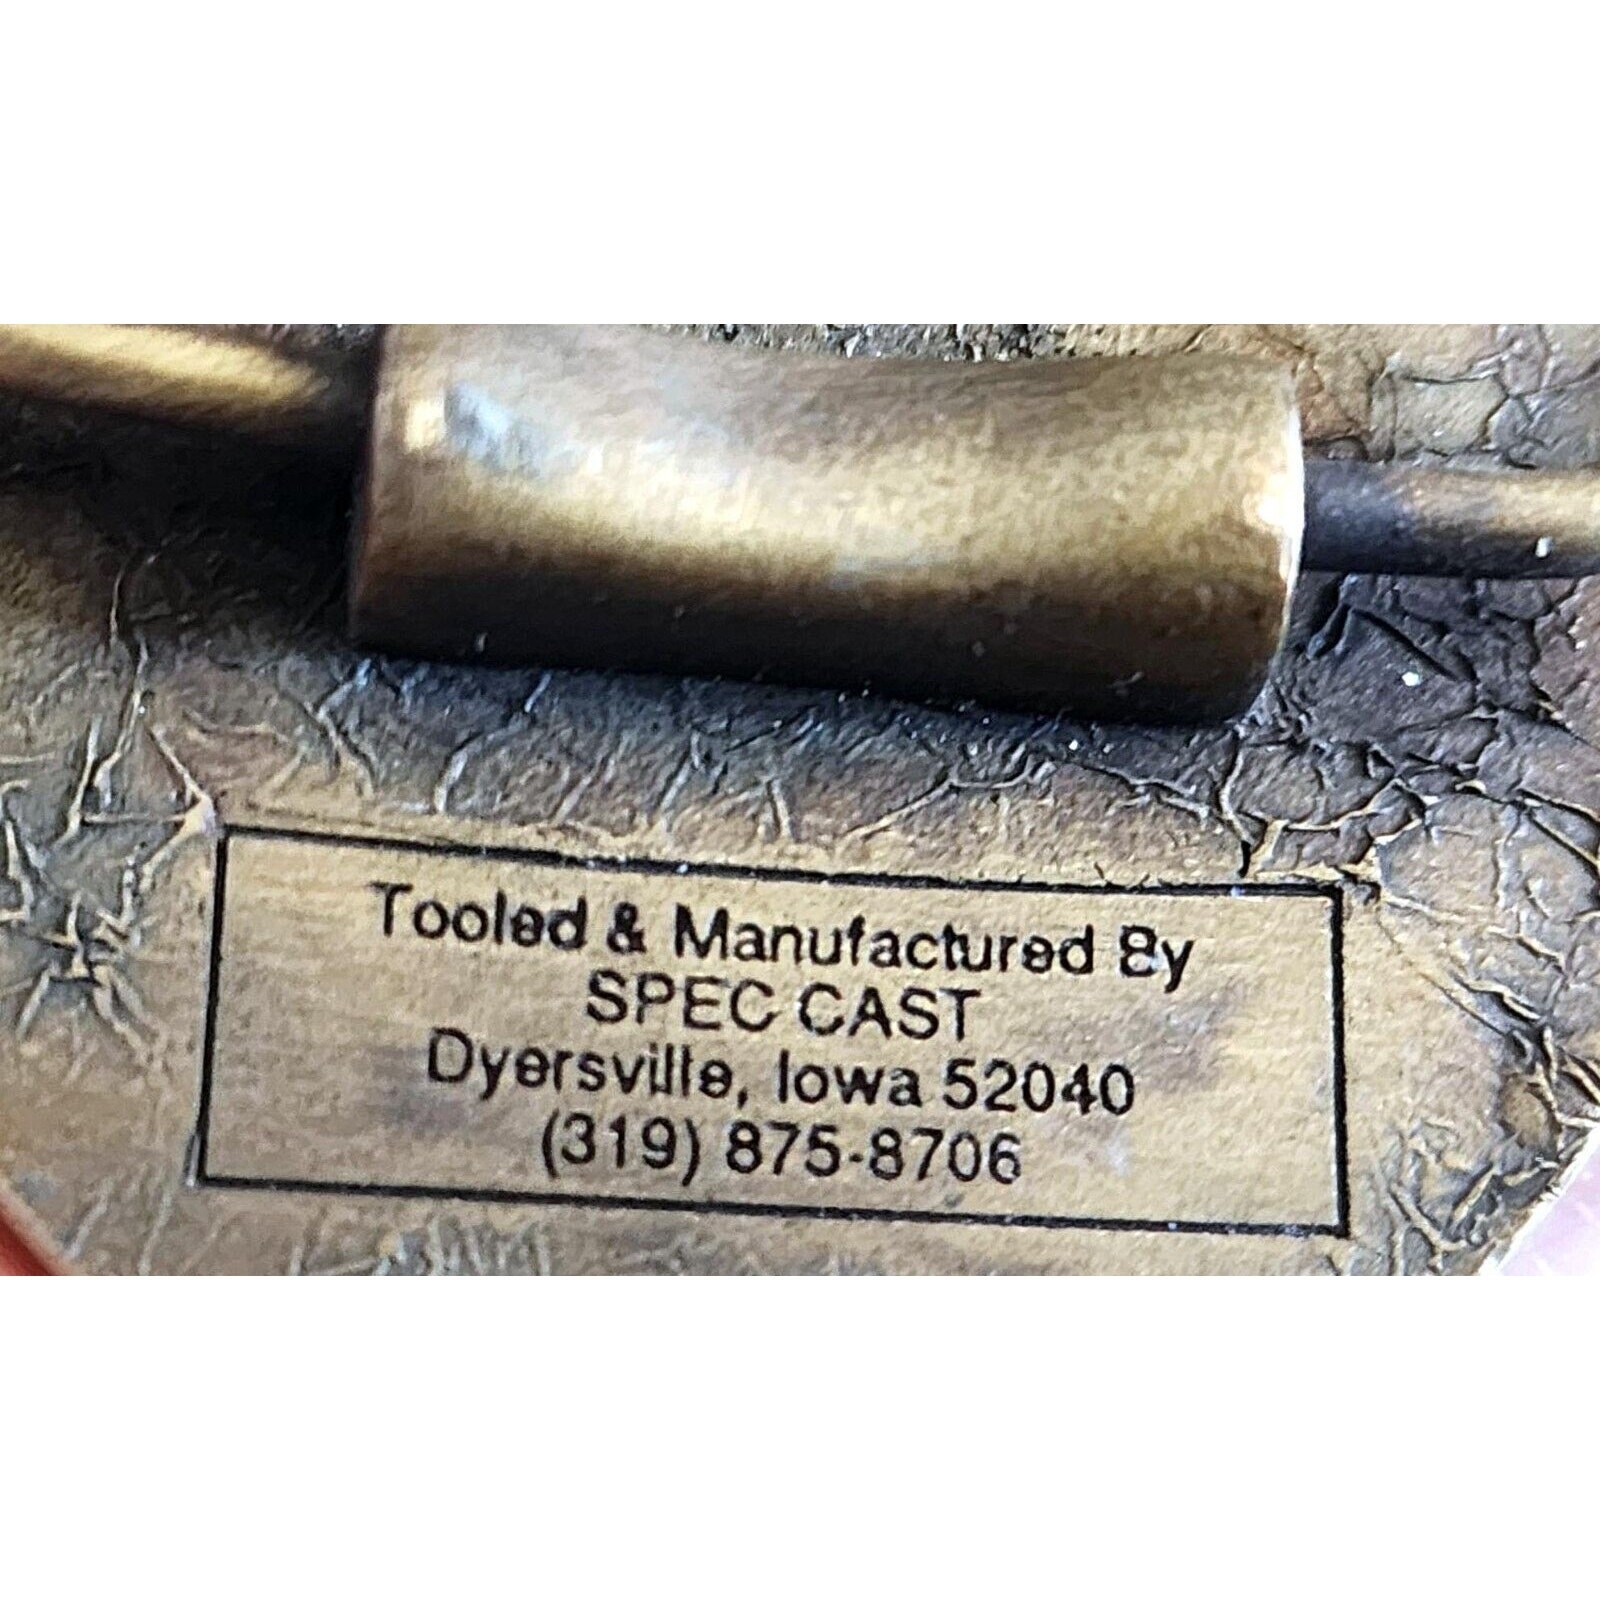 Tooled & Manufactured By
SPEC CAST
Dyersville, Iowa 52040
(319) 875-8706